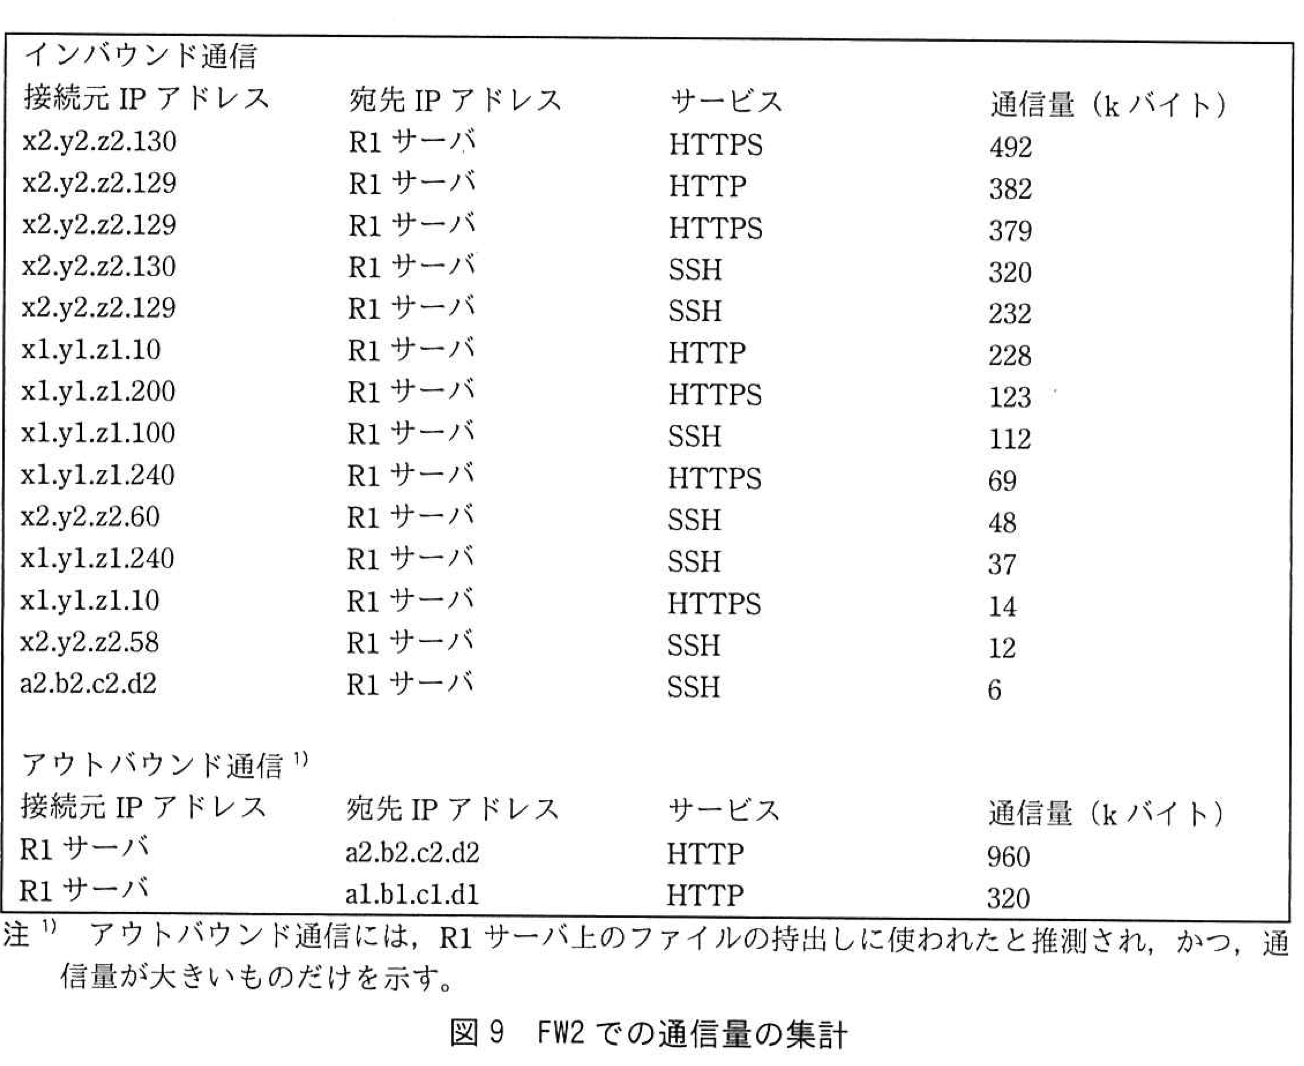 インバウンド通信
接続元 IP アドレス 宛先 IP アドレス サービス 通信量（k バイト）
x2.y2.z2.130 R1 サーバ HTTPS 492
x2.y2.z2.129 R1 サーバ HTTP 382
x2.y2.z2.129 R1 サーバ HTTPS 379
x2.y2.z2.130 R1 サーバ SSH 320
x2.y2.z2.129 R1 サーバ SSH 232
x1.y1.z1.10 R1 サーバ HTTP 228
x1.y1.z1.200 R1 サーバ HTTPS 123
x1.y1.z1.100 R1 サーバ SSH 112
x1.y1.z1.240 R1 サーバ HTTPS 69
x2.y2.z2.60 R1 サーバ SSH 48
x1.y1.z1.240 R1 サーバ SSH 37
x1.y1.z1.10 R1 サーバ HTTPS 14
x2.y2.z2.58 R1 サーバ SSH 12
a2.b2.c2.d2 R1 サーバ SSH 6
アウトバウンド通信 1)
接続元 IP アドレス 宛先 IP アドレス サービス 通信量（k バイト）
R1 サーバ a2.b2.c2.d2 HTTP 960
R1 サーバ a1.b1.c1.d1 HTTP 320
注 1) アウトバウンド通信には，R1 サーバ上のファイルの持出しに使われたと推測され，かつ，通
信量が大きいものだけを示す。
図 9 FW2 での通信量の集計